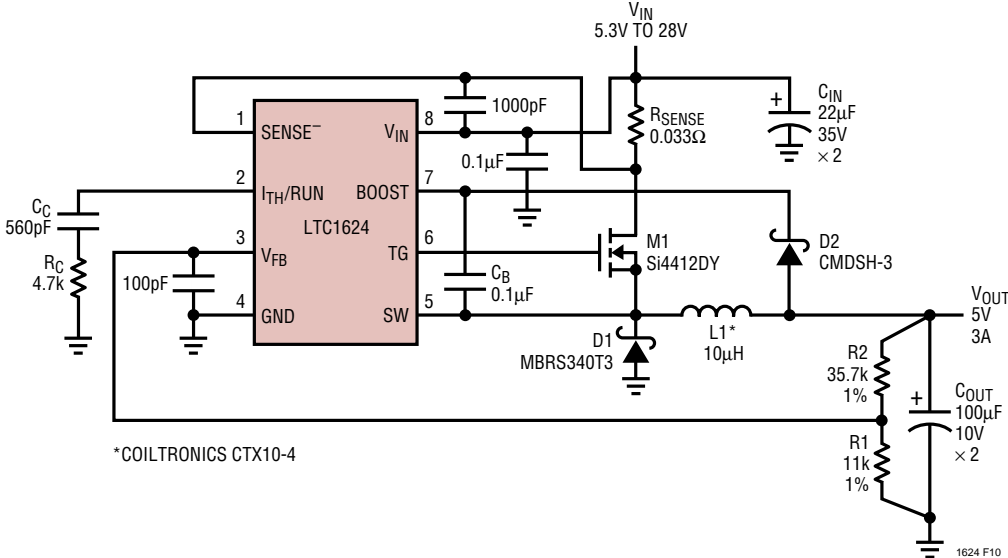 VIN
5.3V TO 28V
1000pF
CIN
22µF
35V
× 2
RSENSE
0.033Ω
1
SENSE–
VIN
8
0.1µF
2
ITH/RUN
BOOST
7
LTC1624
CC
560pF
RC
4.7k
3
VFB
TG
6
100pF
M1
Si4412DY
D2
CMDSH-3
CB
0.1µF
4
GND
SW
5
D1
MBRS340T3
L1*
10µH
VOUT
5V
3A
R2
35.7k
1%
COUT
100µF
10V
× 2
R1
11k
1%
+
+
*COILTRONICS CTX10-4
1624 F10